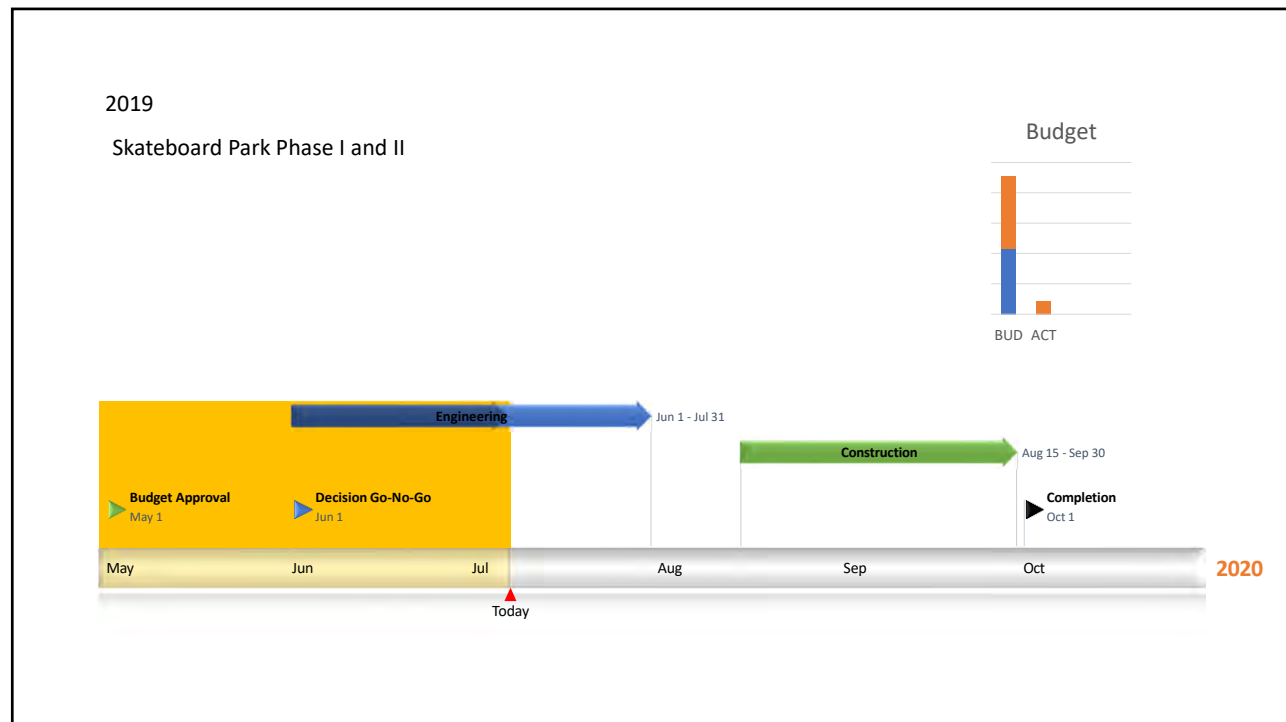 2019
Skateboard Park Phase I and II
Budget
BUD ACT
Engineering
Jun 1 - Jul 31
Construction
Aug 15 - Sep 30
Budget Approval
May 1
Decision Go-No-Go
Jun 1
Completion
Oct 1
May Jun Jul Aug Sep Oct 2020
Today